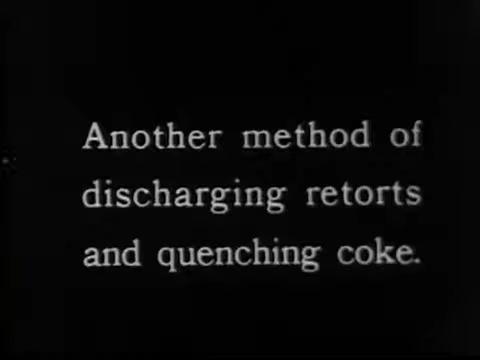 Another method of
discharging retorts
and quenching coke.